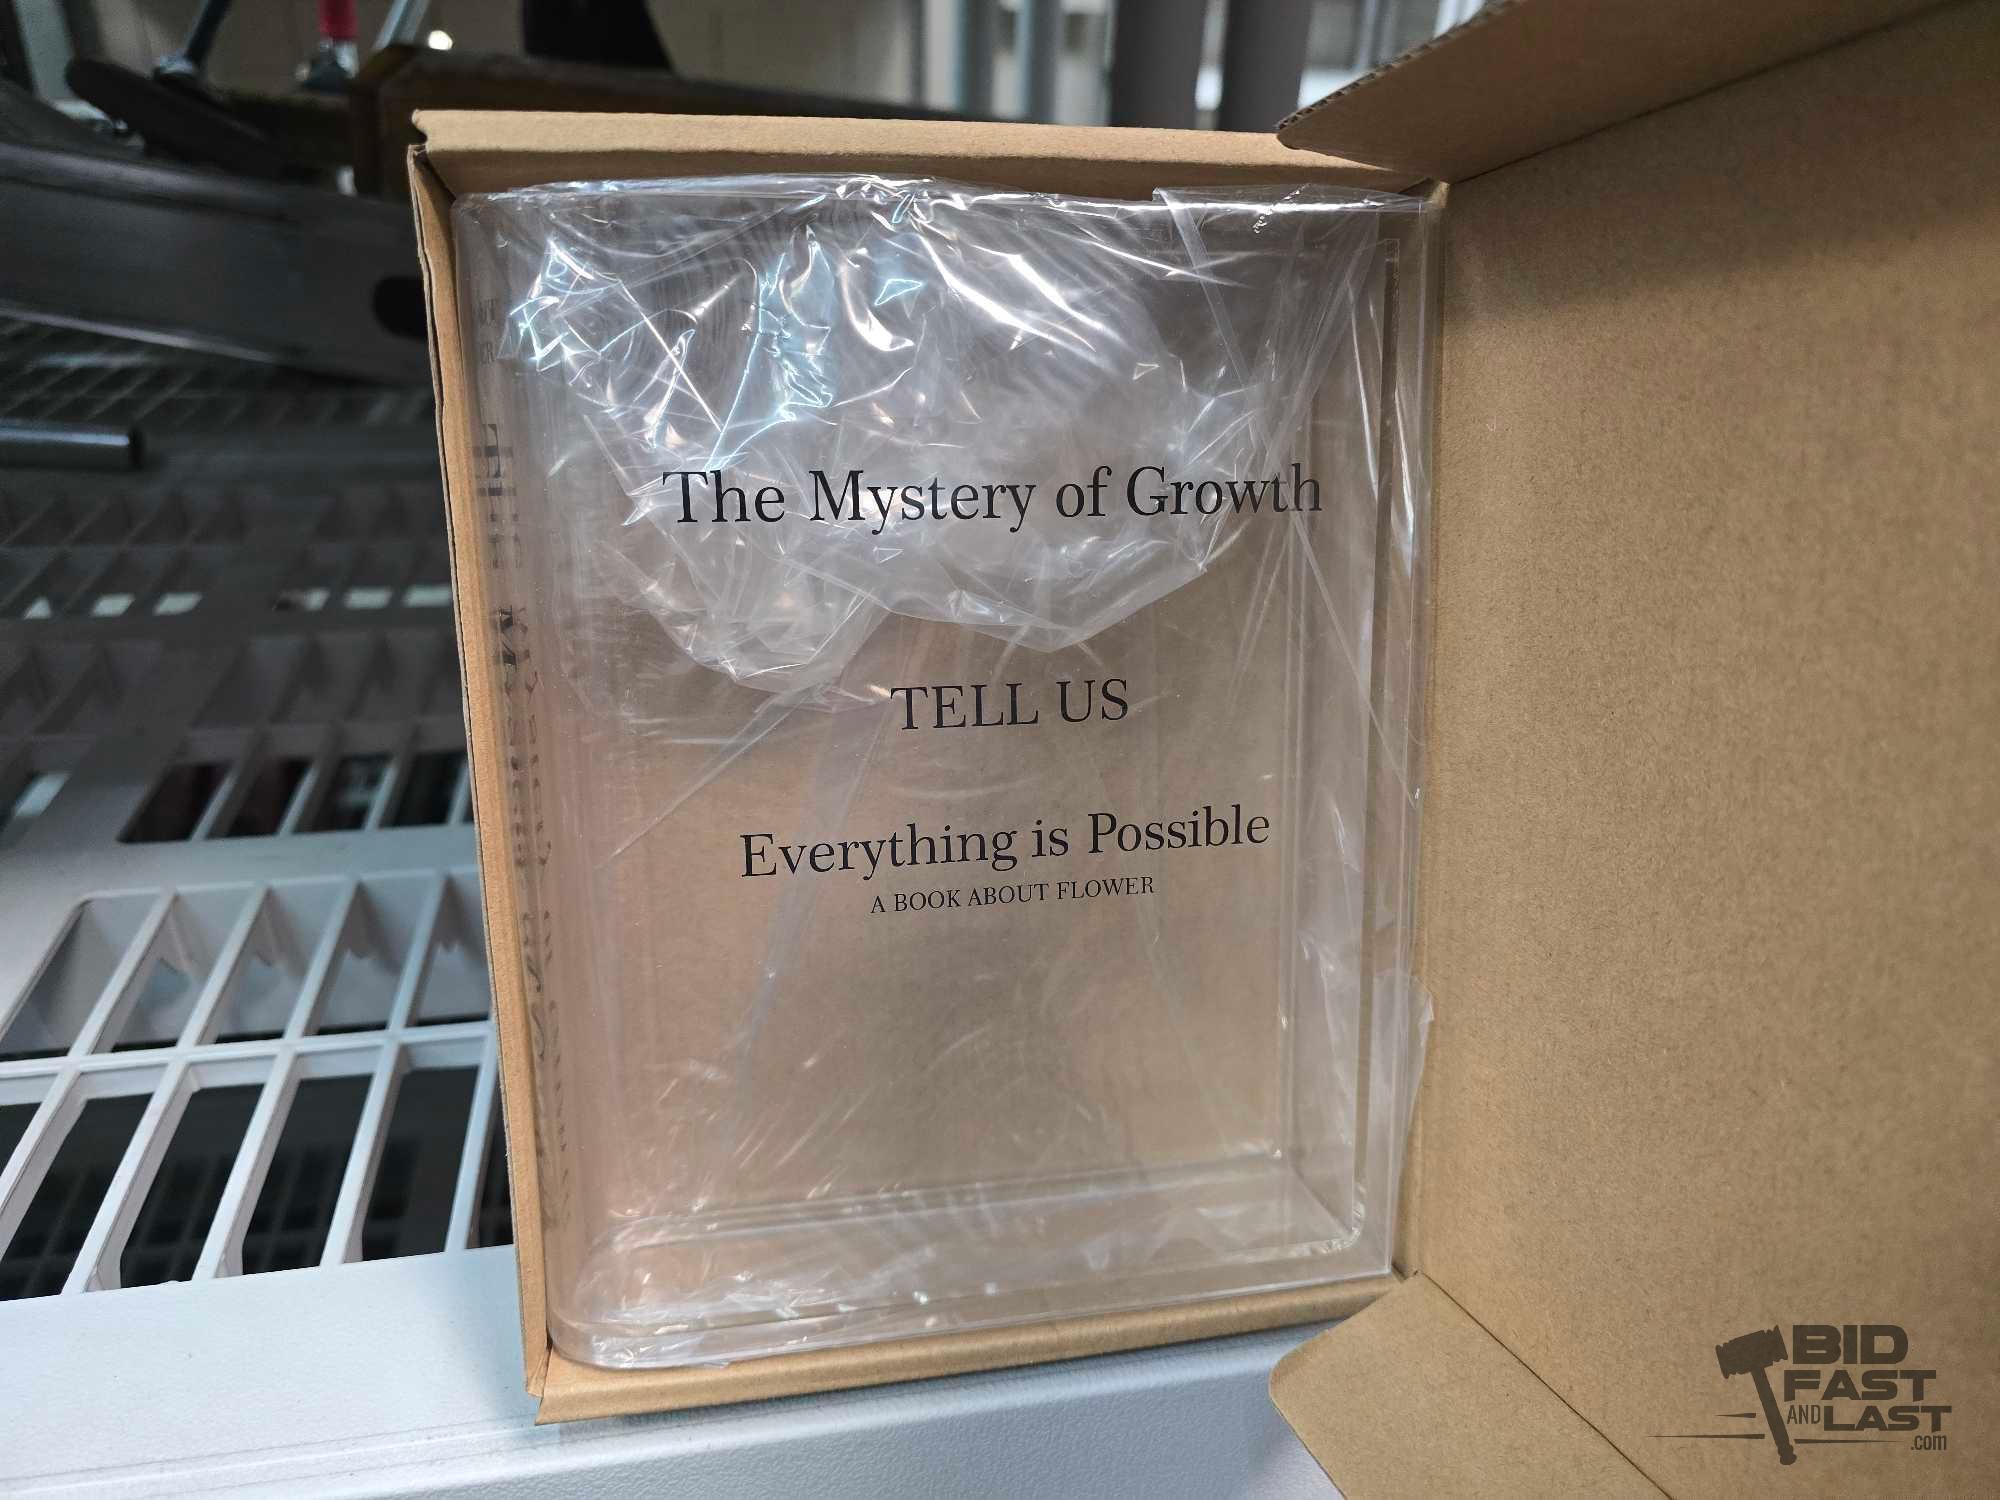 The Mystery of Growth
TELL US
Everything is Possible
A BOOK ABOUT FLOWER
BID
FAST
AND LAST
.com